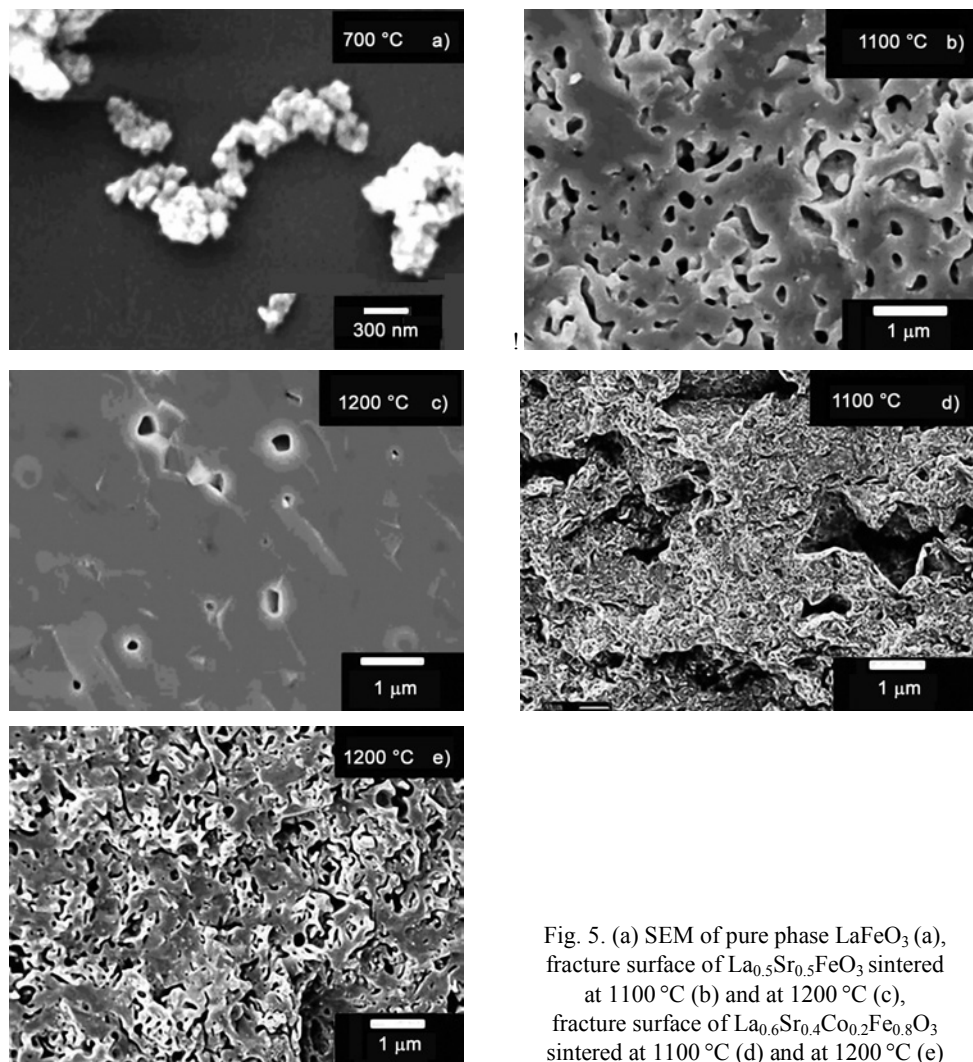 700 °C a)
300 nm
1100 °C b)
1 μm
!
1200 °C c)
1 μm
1100 °C d)
1 μm
1200 °C e)
1 μm
Fig. 5. (a) SEM of pure phase LaFeO₃ (a),
fracture surface of La₀.₅Sr₀.₅FeO₃ sintered
at 1100 °C (b) and at 1200 °C (c),
fracture surface of La₀.₆Sr₀.₄Co₀.₂Fe₀.₈O₃
sintered at 1100 °C (d) and at 1200 °C (e)